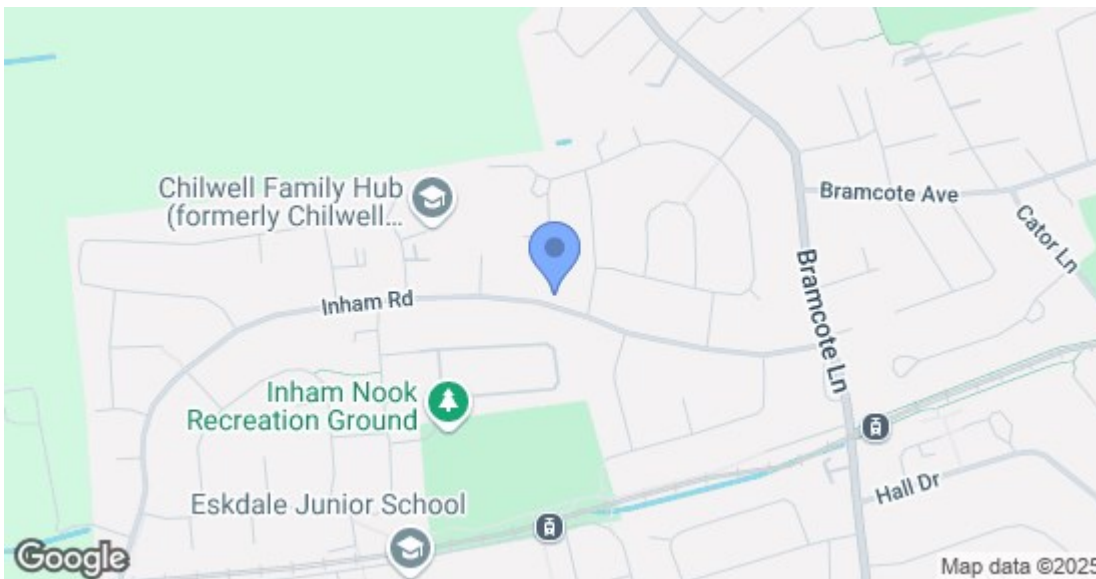 Chilwell Family Hub
(formerly Chilwell...
Bramcote Ave
Cator Ln
Inham Rd
Bramcote Ln
Inham Nook
Recreation Ground
Hall Dr
Eskdale Junior School
Google
Map data ©2025